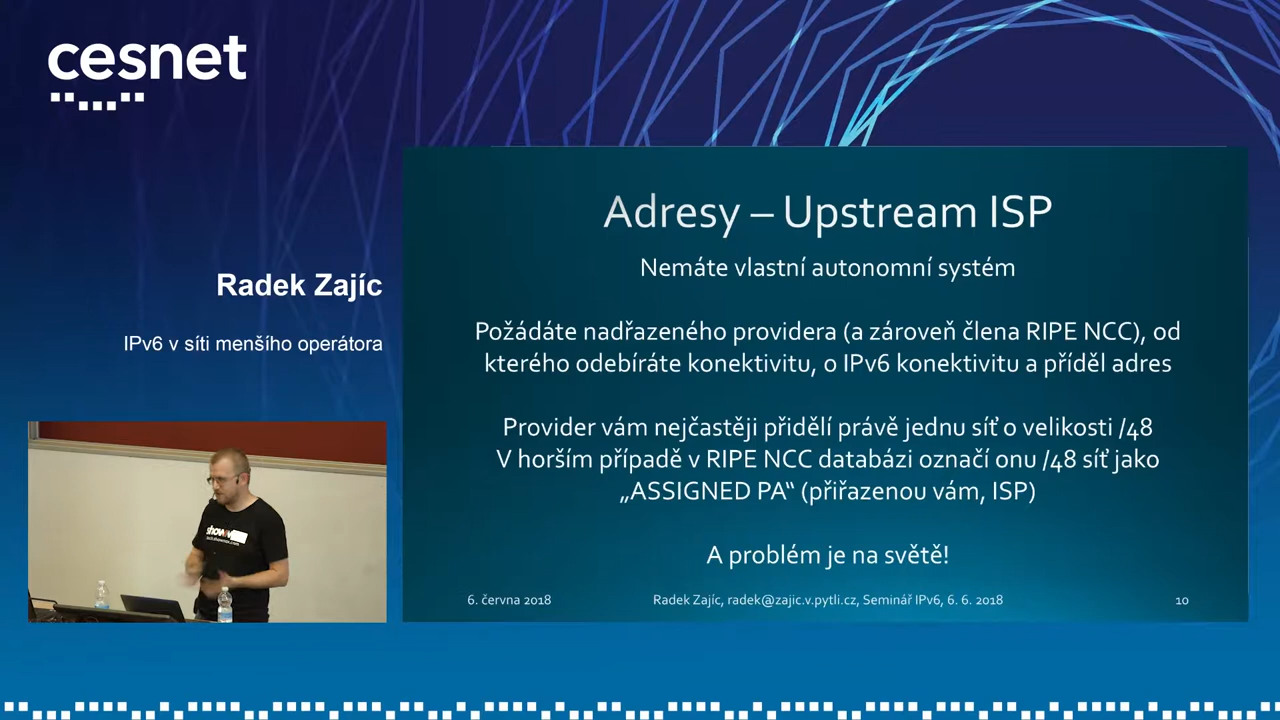 cesnet
Radek Zajíc
IPv6 v síti menšího operátora
Adresy – Upstream ISP
Nemáte vlastní autonomní systém
Požádáte nadřazeného providera (a zároveň člena RIPE NCC), od
kterého odebíráte konektivitu, o IPv6 konektivitu a příděl adres
Provider vám nejčastěji přidělí právě jednu síť o velikosti /48
V horším případě v RIPE NCC databázi označí onu /48 síť jako
„ASSIGNED PA“ (přiřazenou vám, ISP)
A problém je na světě!
6. června 2018
Radek Zajíc, radek@zajic.v.pytli.cz, Seminář IPv6, 6. 6. 2018
10